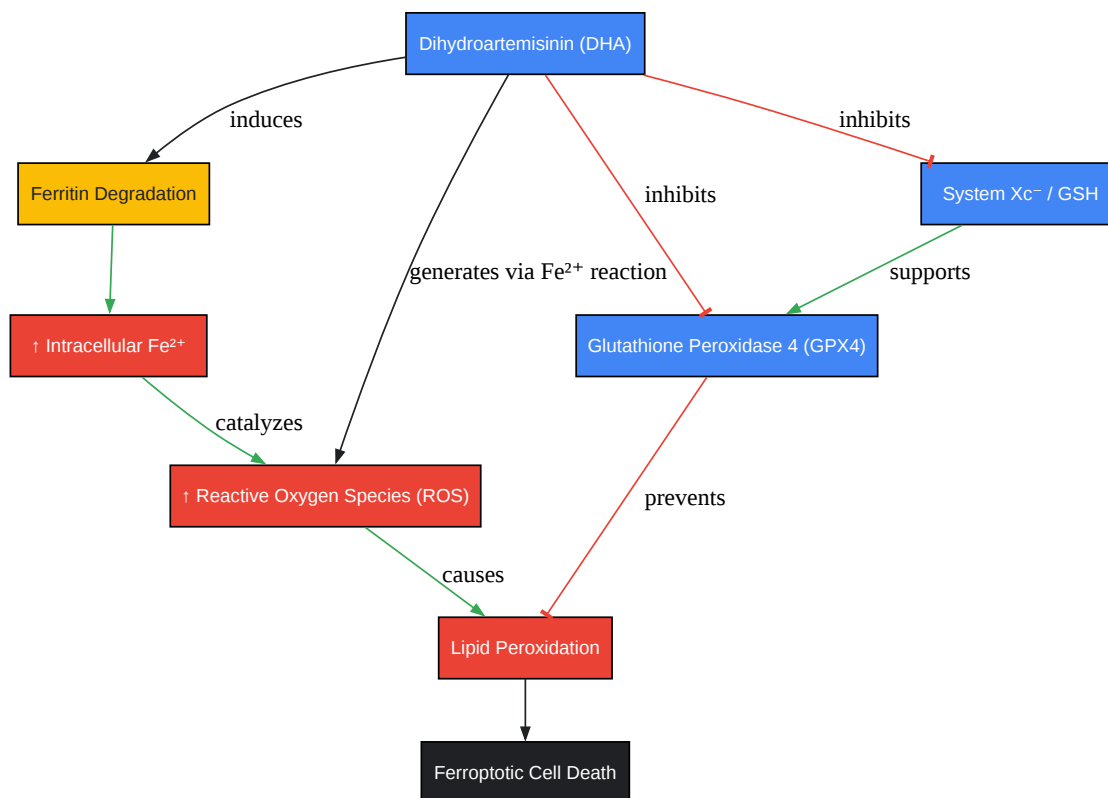 Dihydroartemisinin (DHA)
induces
inhibits
Ferritin Degradation
inhibits
System Xc⁻ / GSH
generates via Fe²⁺ reaction
supports
↑ Intracellular Fe²⁺
Glutathione Peroxidase 4 (GPX4)
catalyzes
↑ Reactive Oxygen Species (ROS)
prevents
causes
Lipid Peroxidation
Ferroptotic Cell Death